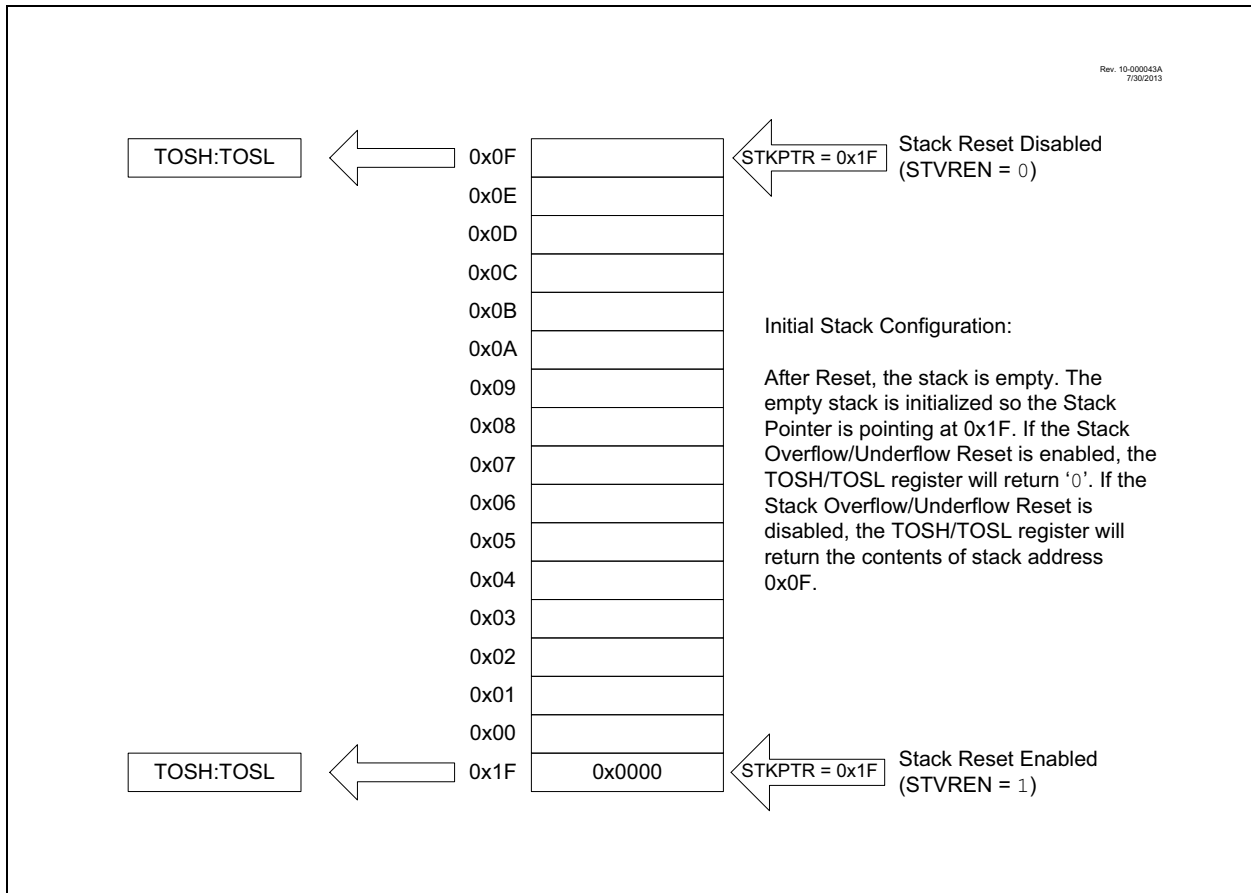 Rev. 10-000043A
7/30/2013
TOSH:TOSL
0x0F
STKPTR = 0x1F
Stack Reset Disabled
(STVREN = 0)
0x0E
0x0D
0x0C
0x0B
0x0A
0x09
0x08
0x07
0x06
0x05
0x04
0x03
0x02
0x01
0x00
Initial Stack Configuration:
After Reset, the stack is empty. The
empty stack is initialized so the Stack
Pointer is pointing at 0x1F. If the Stack
Overflow/Underflow Reset is enabled, the
TOSH/TOSL register will return ‘0’. If the
Stack Overflow/Underflow Reset is
disabled, the TOSH/TOSL register will
return the contents of stack address
0x0F.
TOSH:TOSL
0x1F
0x0000
STKPTR = 0x1F
Stack Reset Enabled
(STVREN = 1)